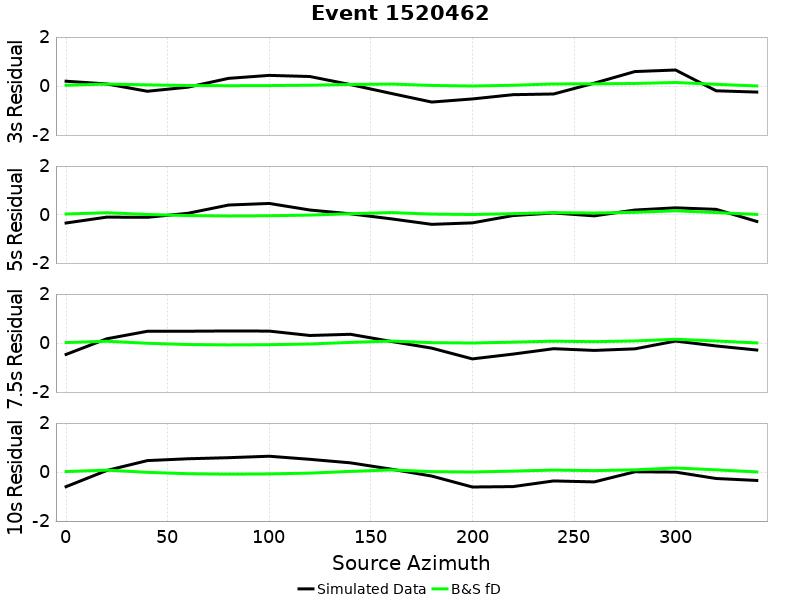 Event 1520462
3s Residual
2
0
-2
5s Residual
2
0
-2
7.5s Residual
2
0
-2
10s Residual
2
0
-2
0 50 100 150 200 250 300
Source Azimuth
Simulated Data B&S fD